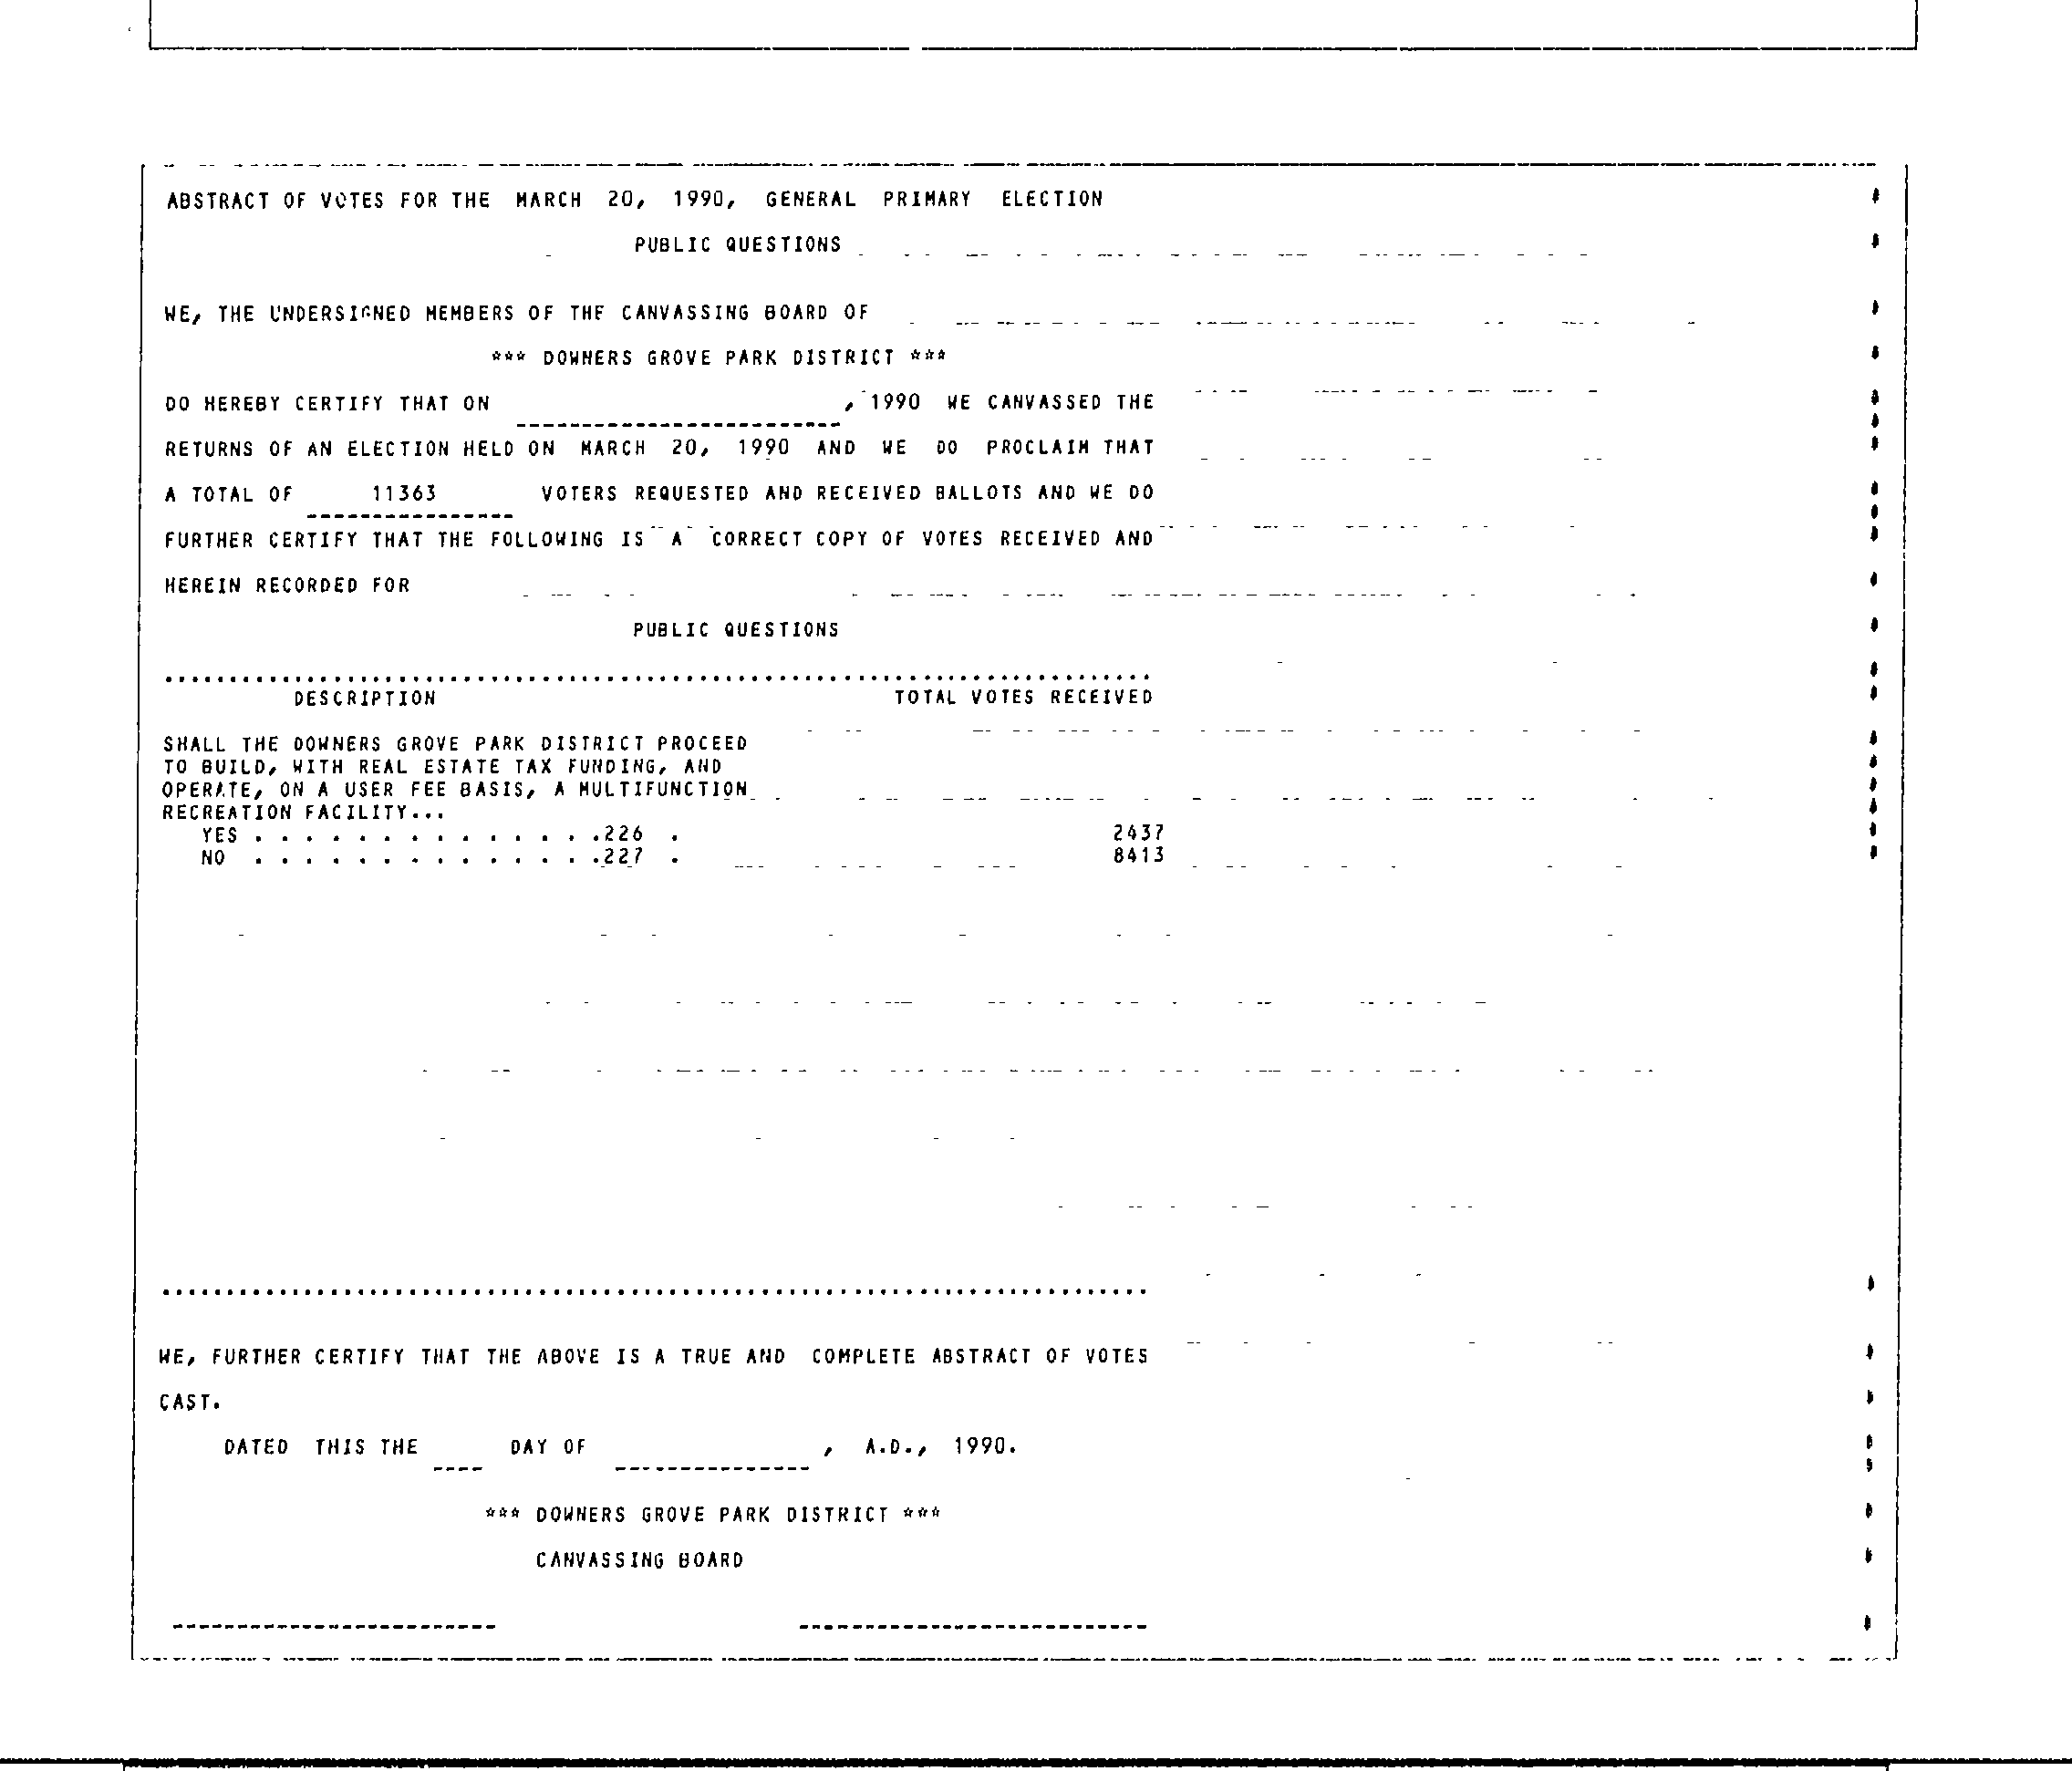 ABSTRACT OF VOTES FOR THE MARCH 20, 1990, GENERAL PRIMARY ELECTION
PUBLIC QUESTIONS
WE, THE UNDERSIGNED MEMBERS OF THE CANVASSING BOARD OF
*** DOWNERS GROVE PARK DISTRICT ***
DO HEREBY CERTIFY THAT ON _________________________, 1990 WE CANVASSED THE
RETURNS OF AN ELECTION HELD ON MARCH 20, 1990 AND WE DO PROCLAIM THAT
A TOTAL OF 11363 VOTERS REQUESTED AND RECEIVED BALLOTS AND WE DO
FURTHER CERTIFY THAT THE FOLLOWING IS A CORRECT COPY OF VOTES RECEIVED AND
HEREIN RECORDED FOR
PUBLIC QUESTIONS
DESCRIPTION TOTAL VOTES RECEIVED
SHALL THE DOWNERS GROVE PARK DISTRICT PROCEED
TO BUILD, WITH REAL ESTATE TAX FUNDING, AND
OPERATE, ON A USER FEE BASIS, A MULTIFUNCTION
RECREATION FACILITY...
YES . . . . . . . . . . . . . .226 . 2437
NO . . . . . . . . . . . . . .227 . 8413
WE, FURTHER CERTIFY THAT THE ABOVE IS A TRUE AND COMPLETE ABSTRACT OF VOTES
CAST.
DATED THIS THE ____ DAY OF _______________, A.D., 1990.
*** DOWNERS GROVE PARK DISTRICT ***
CANVASSING BOARD